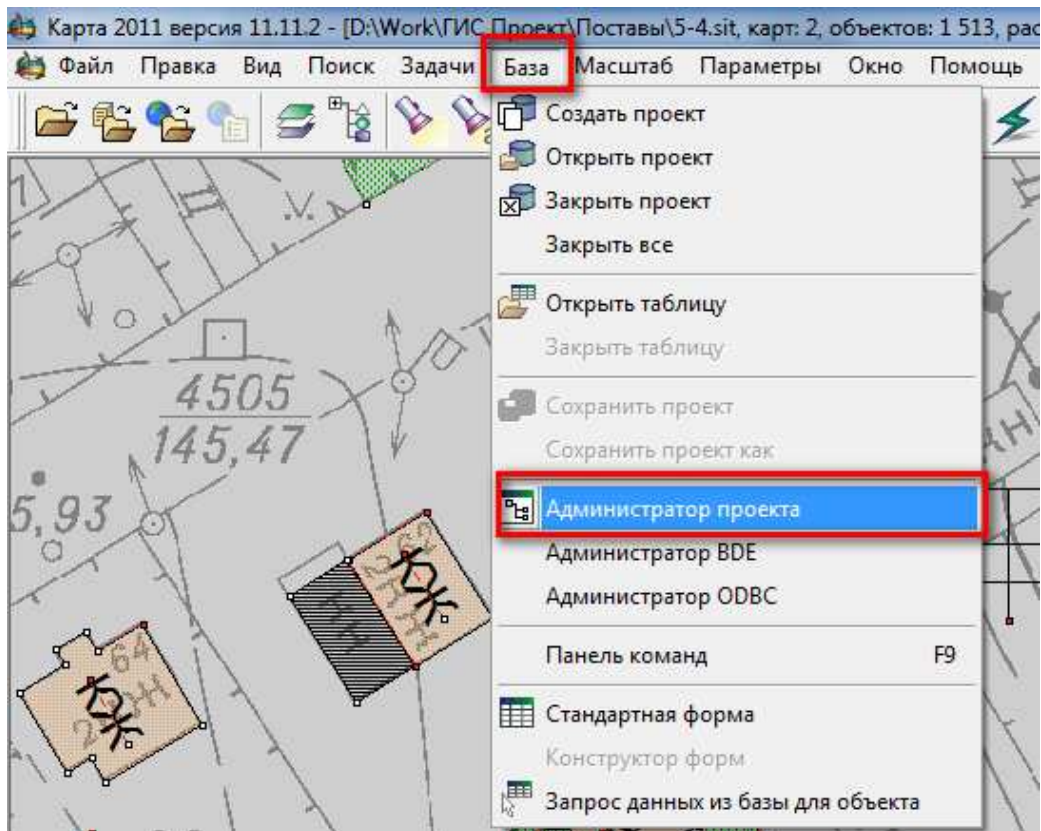 Карта 2011 версия 11.11.2 - [D:\Work\ГИС Проект\Поставы\5-4.sit, карт: 2, объектов: 1 513, рас
Файл Правка Вид Поиск Задачи База Масштаб Параметры Окно Помощь
Создать проект
Открыть проект
Закрыть проект
Закрыть все
Открыть таблицу
Закрыть таблицу
Сохранить проект
Сохранить проект как
Администратор проекта
Администратор BDE
Администратор ODBC
Панель команд F9
Стандартная форма
Конструктор форм
Запрос данных из базы для объекта
4505
145,47
5,93
64
КЖ
62
КЖ